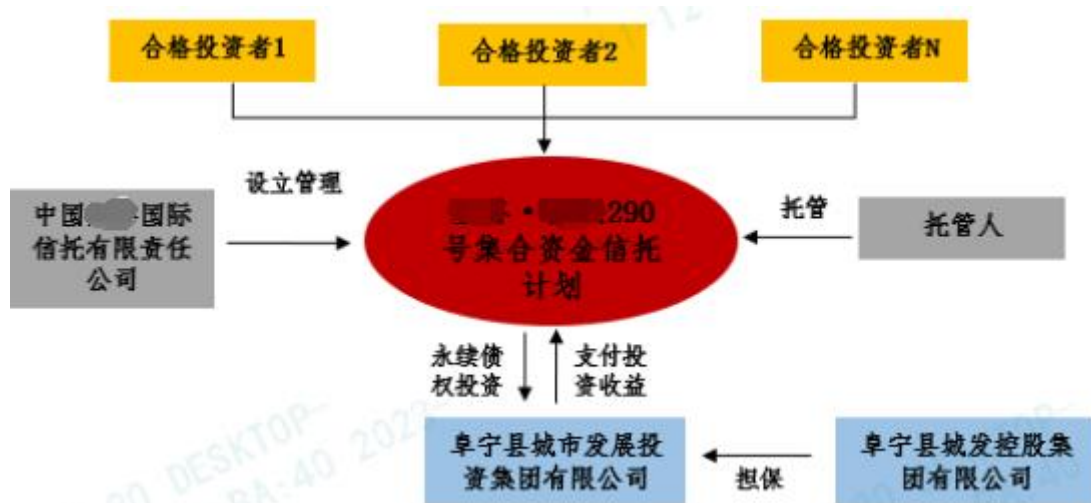 合格投资者1
合格投资者2
合格投资者N
设立管理
托管
中国
国际
信托有限责任
公司
290
号集合资金信托
计划
托管人
永续债
权投资
支付投
资收益
阜宁县城市发展投
资集团有限公司
担保
阜宁县城发控股集
团有限公司
DESKTOP-